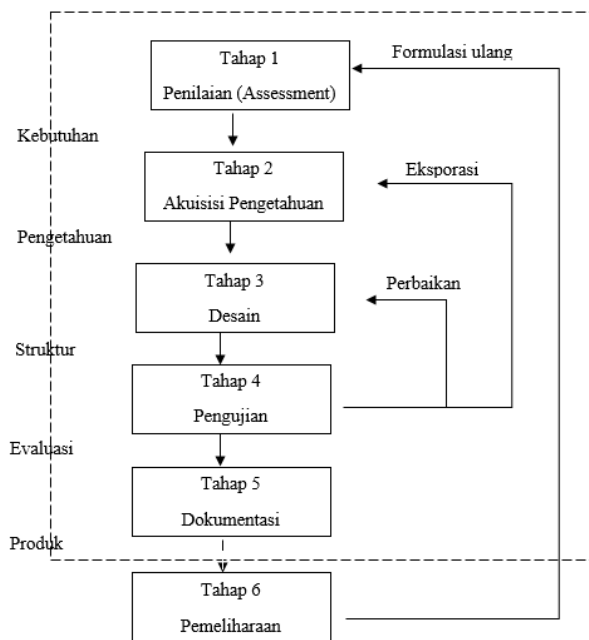 Tahap 1
Penilaian (Assessment)
Formulasi ulang
Kebutuhan
Tahap 2
Akuisisi Pengetahuan
Eksporasi
Pengetahuan
Tahap 3
Desain
Perbaikan
Struktur
Tahap 4
Pengujian
Evaluasi
Tahap 5
Dokumentasi
Produk
Tahap 6
Pemeliharaan